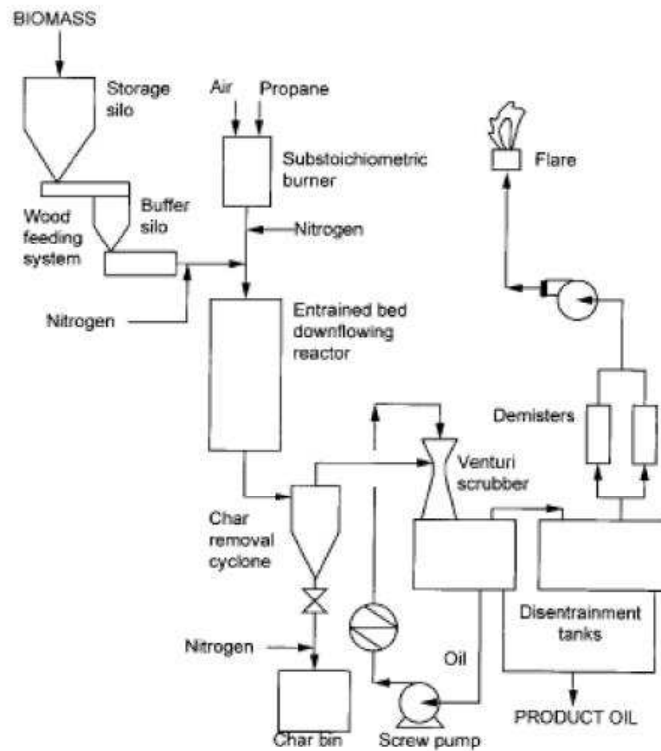 BIOMASS
Storage
silo
Air
Propane
Substoichiometric
burner
Flare
Wood
feeding
system
Buffer
silo
Nitrogen
Nitrogen
Entrained bed
downflowing
reactor
Demisters
Venturi
scrubber
Char
removal
cyclone
Disentrainment
tanks
Nitrogen
Oil
Char bin
Screw pump
PRODUCT OIL